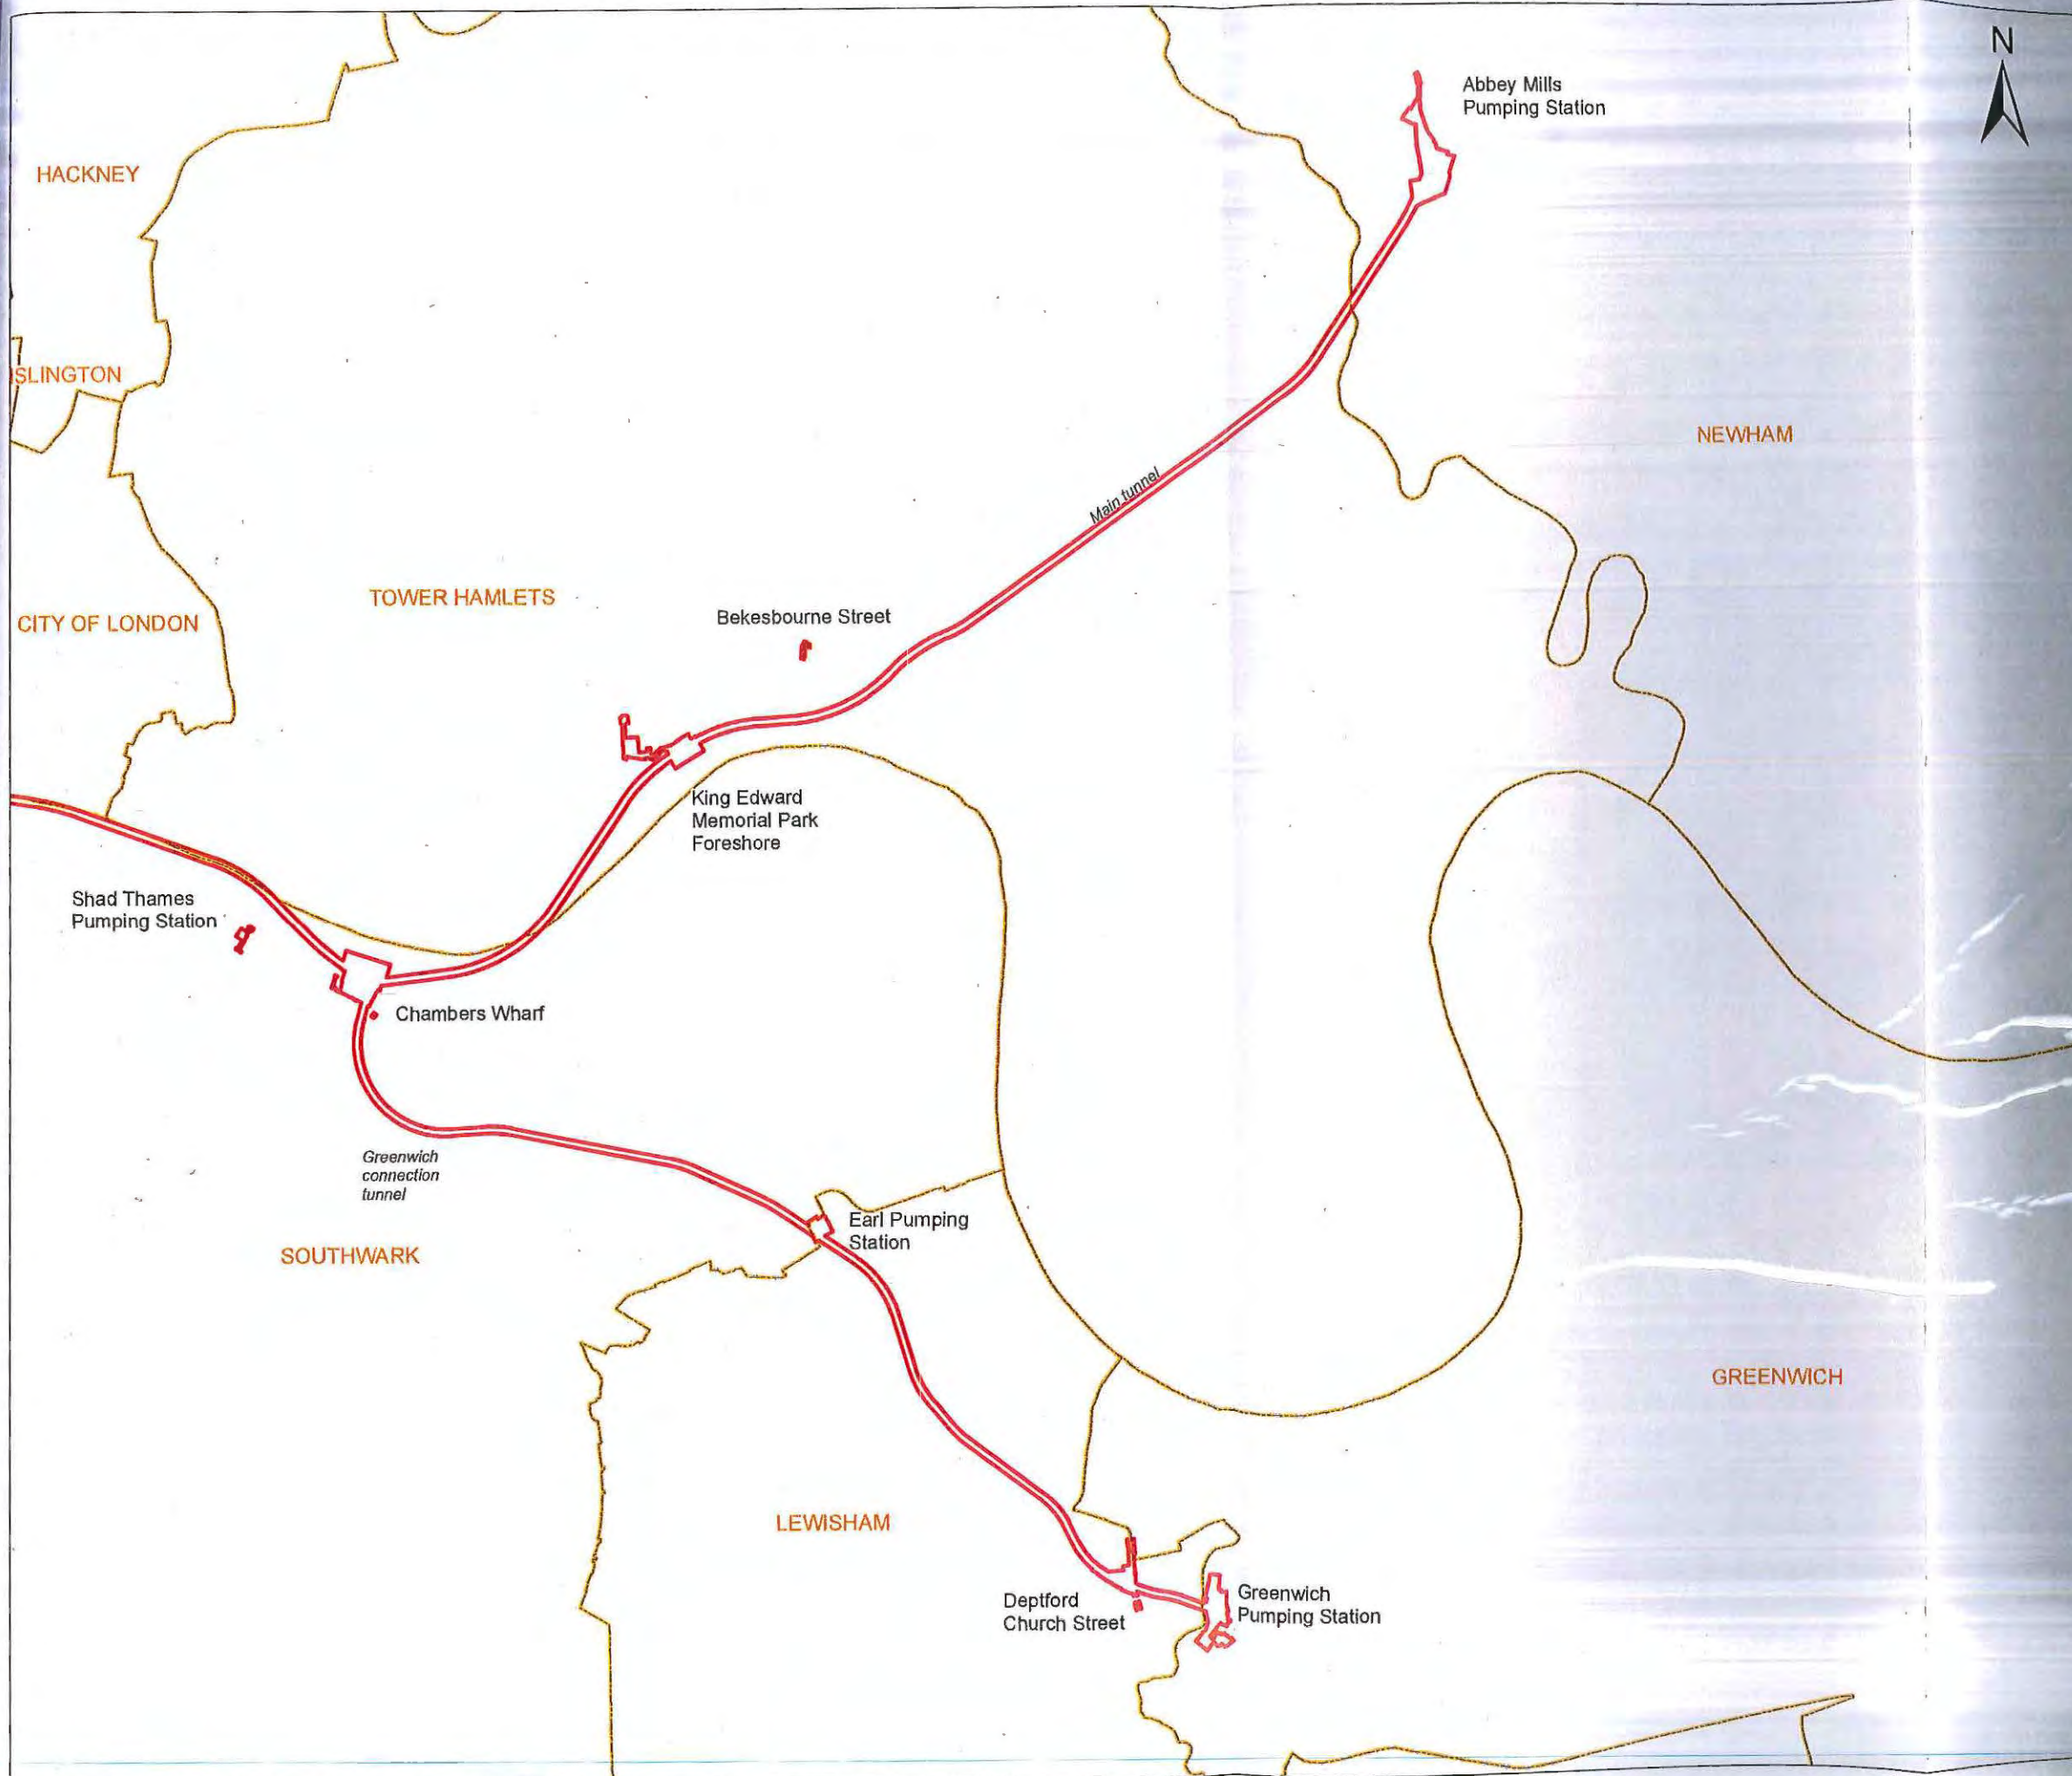 N
Abbey Mills
Pumping Station
HACKNEY
ISLINGTON
NEWHAM
Main tunnel
TOWER HAMLETS
Bekesbourne Street
CITY OF LONDON
King Edward
Memorial Park
Foreshore
Shad Thames
Pumping Station
Chambers Wharf
Greenwich
connection
tunnel
Earl Pumping
Station
SOUTHWARK
GREENWICH
LEWISHAM
Deptford
Church Street
Greenwich
Pumping Station